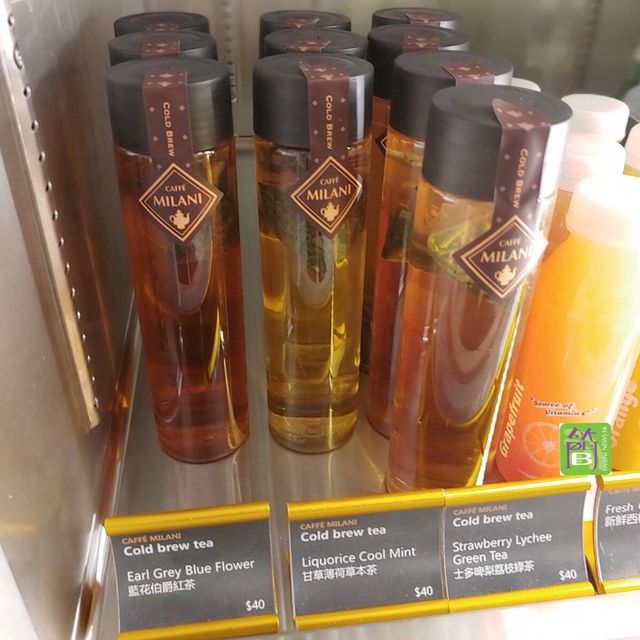 COLD BREW
CAFFÈ
MILANI
COLD BREW
CAFFÈ
MILANI
COLD BREW
CAFFÈ
MILANI
Source of
Vitamin C
Grapefruit
CAFFÈ MILANI
Cold brew tea
Earl Grey Blue Flower
藍花伯爵紅茶
$40
CAFFÈ MILANI
Cold brew tea
Liquorice Cool Mint
甘草薄荷草本茶
$40
CAFFÈ MILANI
Cold brew tea
Strawberry Lychee
Green Tea
士多啤梨荔枝綠茶
$40
Fresh
新鮮西